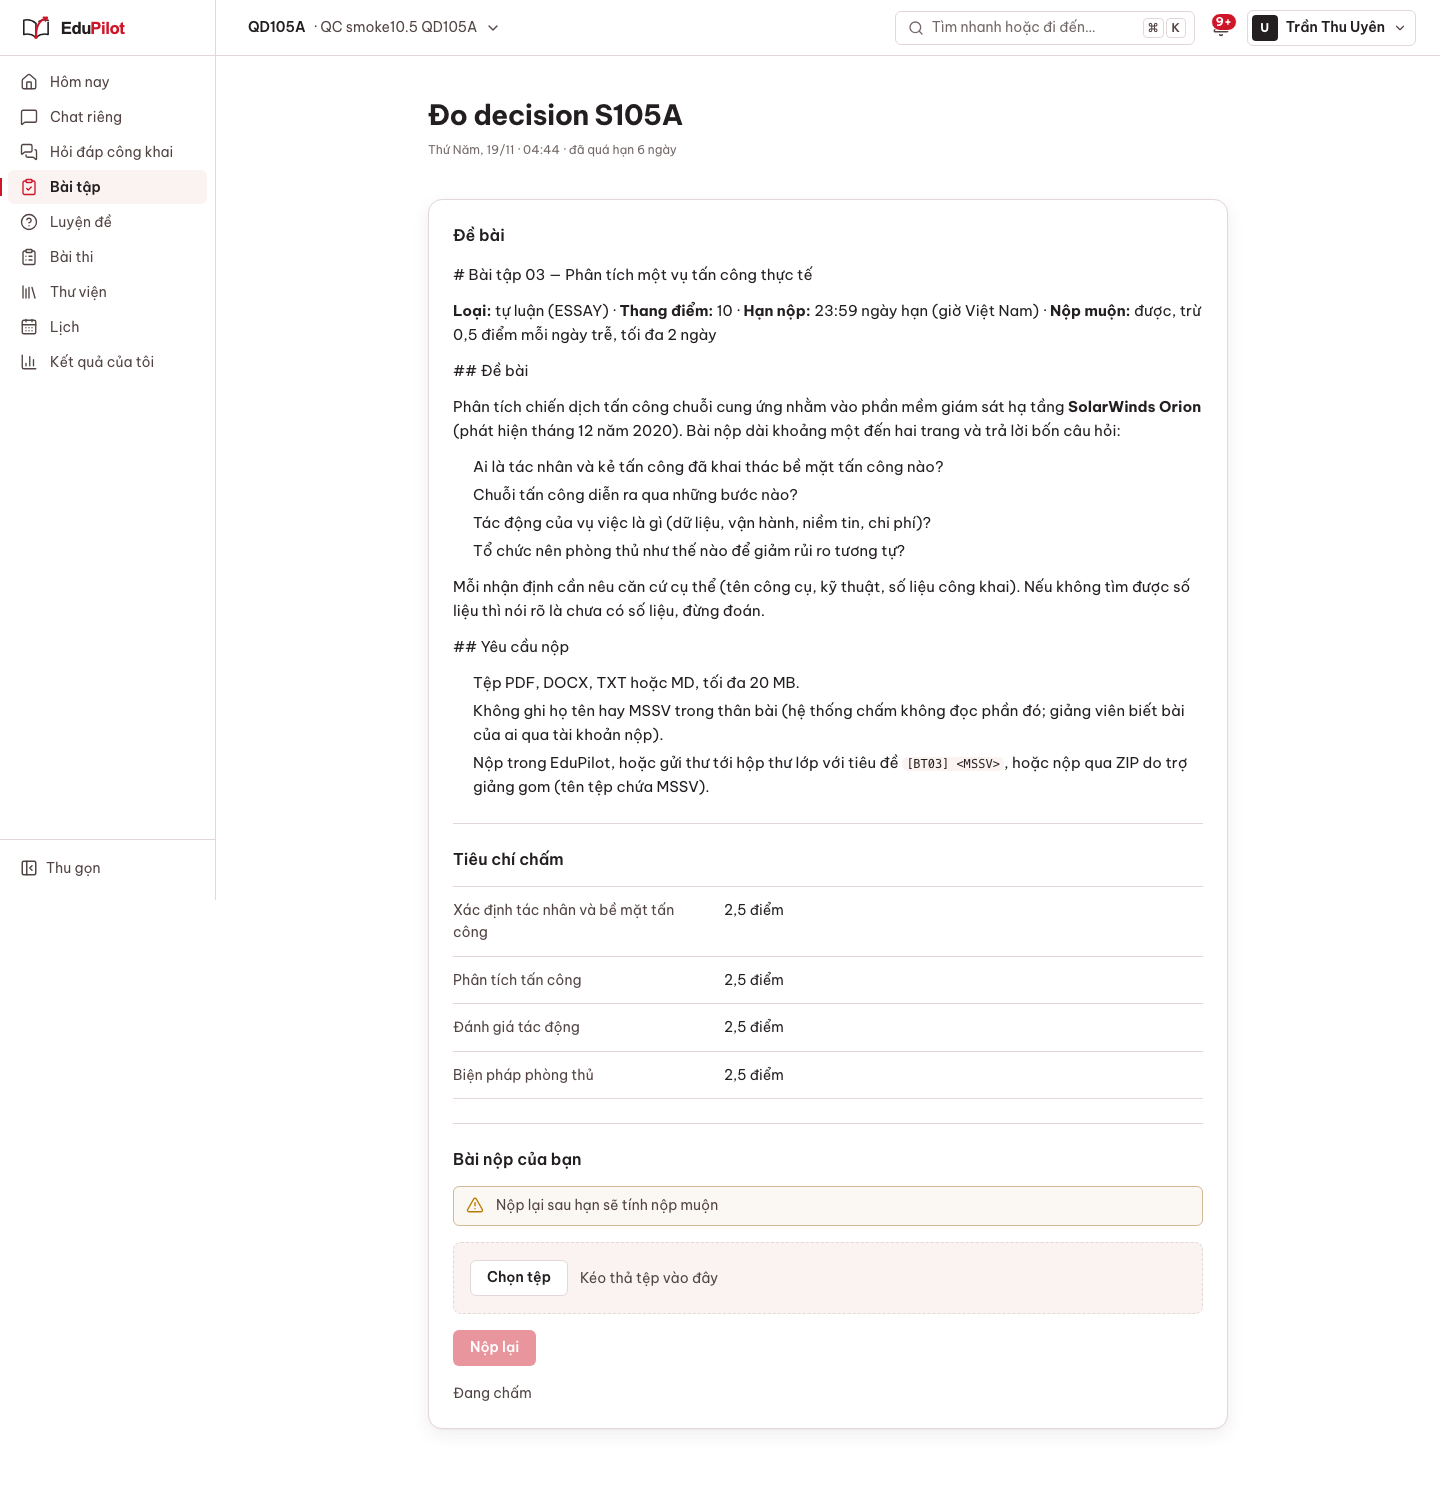 EduPilot
QD105A · QC smoke10.5 QD105A
Tìm nhanh hoặc đi đến...
⌘ K
9+
U
Trần Thu Uyên
Hôm nay
Chat riêng
Hỏi đáp công khai
Bài tập
Luyện đề
Bài thi
Thư viện
Lịch
Kết quả của tôi
Thu gọn
Đo decision S105A
Thứ Năm, 19/11 · 04:44 · đã quá hạn 6 ngày
Đề bài
# Bài tập 03 — Phân tích một vụ tấn công thực tế
Loại: tự luận (ESSAY) · Thang điểm: 10 · Hạn nộp: 23:59 ngày hạn (giờ Việt Nam) · Nộp muộn: được, trừ
0,5 điểm mỗi ngày trễ, tối đa 2 ngày
## Đề bài
Phân tích chiến dịch tấn công chuỗi cung ứng nhằm vào phần mềm giám sát hạ tầng SolarWinds Orion
(phát hiện tháng 12 năm 2020). Bài nộp dài khoảng một đến hai trang và trả lời bốn câu hỏi:
Ai là tác nhân và kẻ tấn công đã khai thác bề mặt tấn công nào?
Chuỗi tấn công diễn ra qua những bước nào?
Tác động của vụ việc là gì (dữ liệu, vận hành, niềm tin, chi phí)?
Tổ chức nên phòng thủ như thế nào để giảm rủi ro tương tự?
Mỗi nhận định cần nêu căn cứ cụ thể (tên công cụ, kỹ thuật, số liệu công khai). Nếu không tìm được số
liệu thì nói rõ là chưa có số liệu, đừng đoán.
## Yêu cầu nộp
Tệp PDF, DOCX, TXT hoặc MD, tối đa 20 MB.
Không ghi họ tên hay MSSV trong thân bài (hệ thống chấm không đọc phần đó; giảng viên biết bài
của ai qua tài khoản nộp).
Nộp trong EduPilot, hoặc gửi thư tới hộp thư lớp với tiêu đề [BT03] <MSSV>, hoặc nộp qua ZIP do trợ
giảng gom (tên tệp chứa MSSV).
Tiêu chí chấm
Xác định tác nhân và bề mặt tấn
công
2,5 điểm
Phân tích tấn công 2,5 điểm
Đánh giá tác động 2,5 điểm
Biện pháp phòng thủ 2,5 điểm
Bài nộp của bạn
Nộp lại sau hạn sẽ tính nộp muộn
Chọn tệp Kéo thả tệp vào đây
Nộp lại
Đang chấm